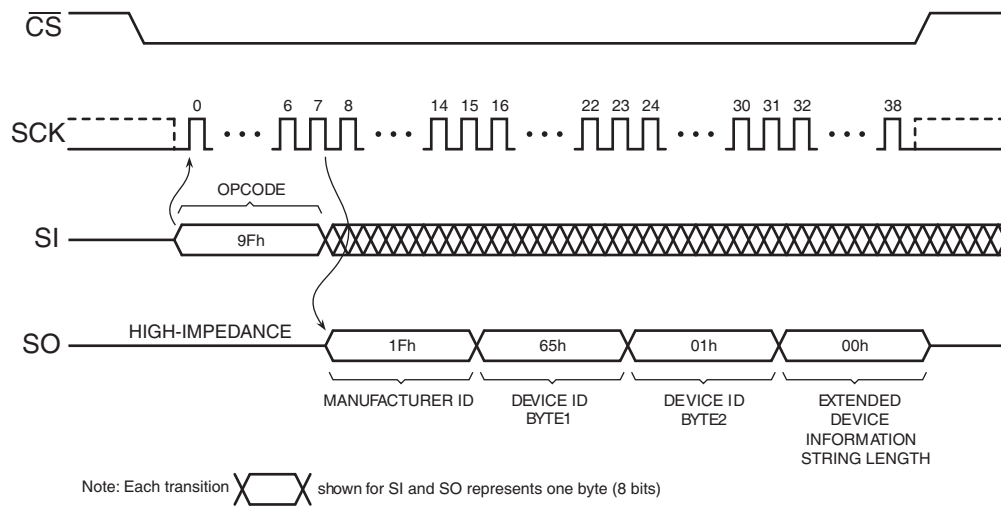 CS
0 6 7 8 14 15 16 22 23 24 30 31 32 38
SCK
OPCODE
SI 9Fh
HIGH-IMPEDANCE
SO 1Fh 65h 01h 00h
MANUFACTURER ID DEVICE ID DEVICE ID EXTENDED
BYTE1 BYTE2 DEVICE
INFORMATION
STRING LENGTH
Note: Each transition shown for SI and SO represents one byte (8 bits)